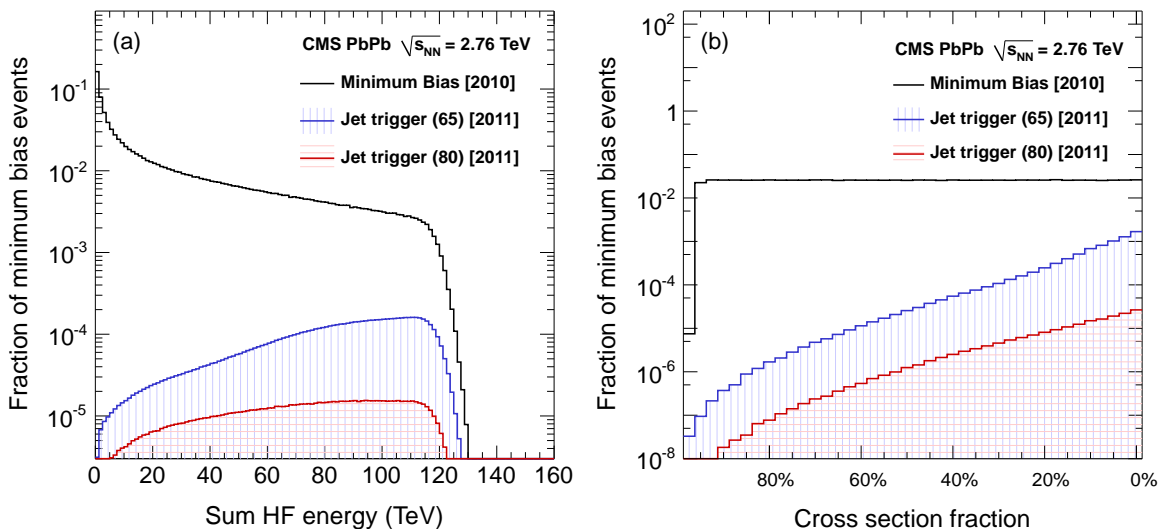 (a)
CMS PbPb √s_NN = 2.76 TeV
Minimum Bias [2010]
Jet trigger (65) [2011]
Jet trigger (80) [2011]
Fraction of minimum bias events
10^-1
10^-2
10^-3
10^-4
10^-5
0 20 40 60 80 100 120 140 160
Sum HF energy (TeV)
(b)
CMS PbPb √s_NN = 2.76 TeV
Minimum Bias [2010]
Jet trigger (65) [2011]
Jet trigger (80) [2011]
Fraction of minimum bias events
10^2
1
10^-2
10^-4
10^-6
10^-8
80% 60% 40% 20% 0%
Cross section fraction